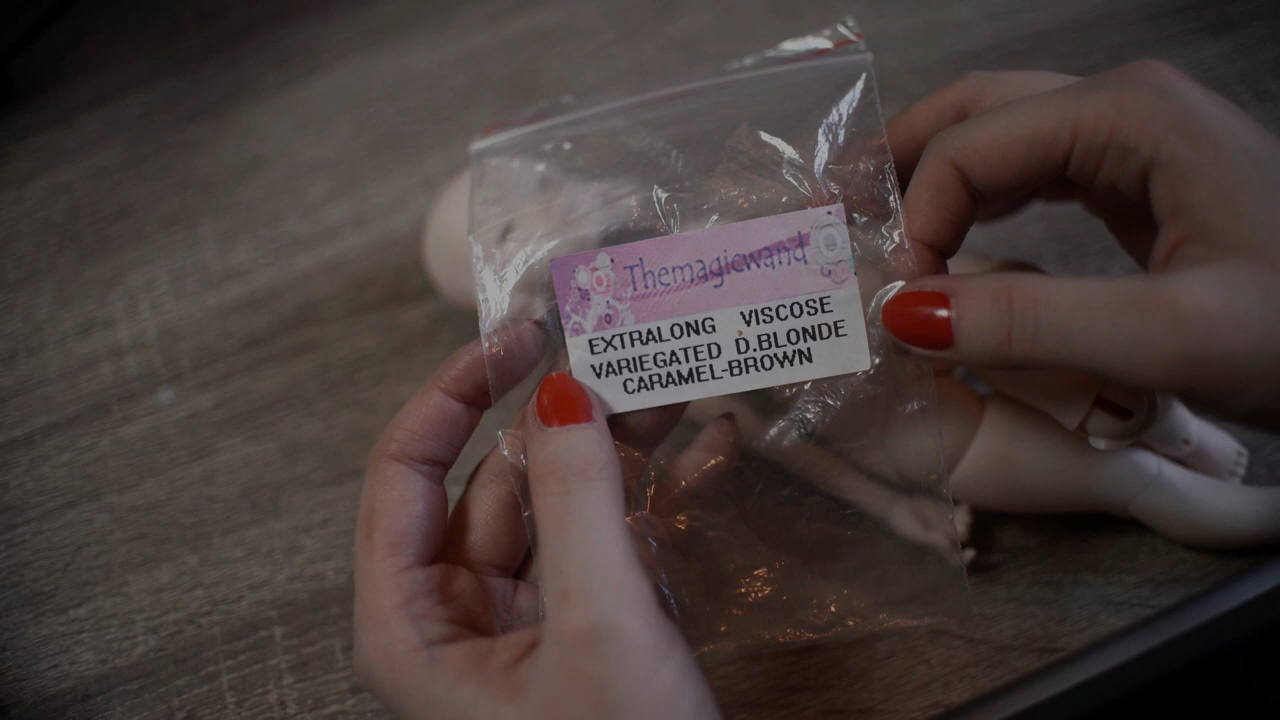 Themagicwand
EXTRALONG VISCOSE
VARIEGATED D.BLONDE
CARAMEL-BROWN